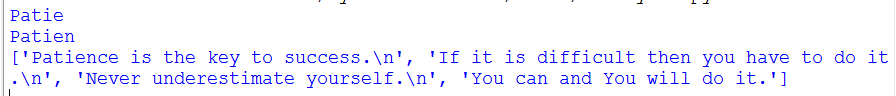 Patie
Patien
['Patience is the key to success.\n', 'If it is difficult then you have to do it
.\n', 'Never underestimate yourself.\n', 'You can and You will do it.']